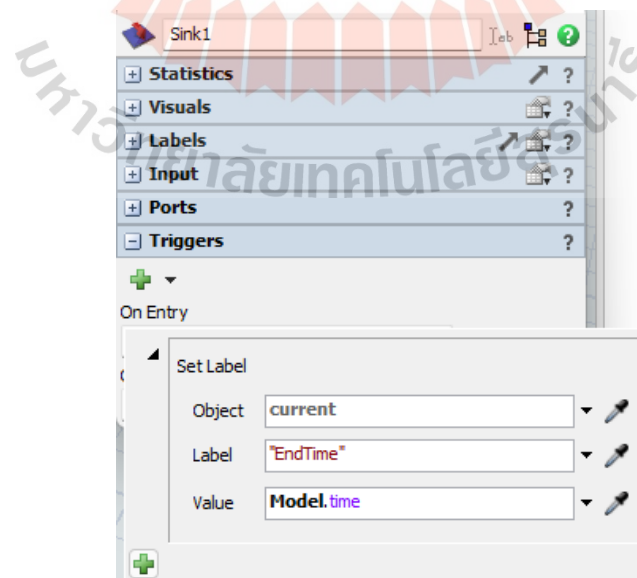 Sink1
Statistics
?
Visuals
?
Labels
?
Input
?
Ports
?
Triggers
?
On Entry
Set Label
Object current
Label "EndTime"
Value Model.time